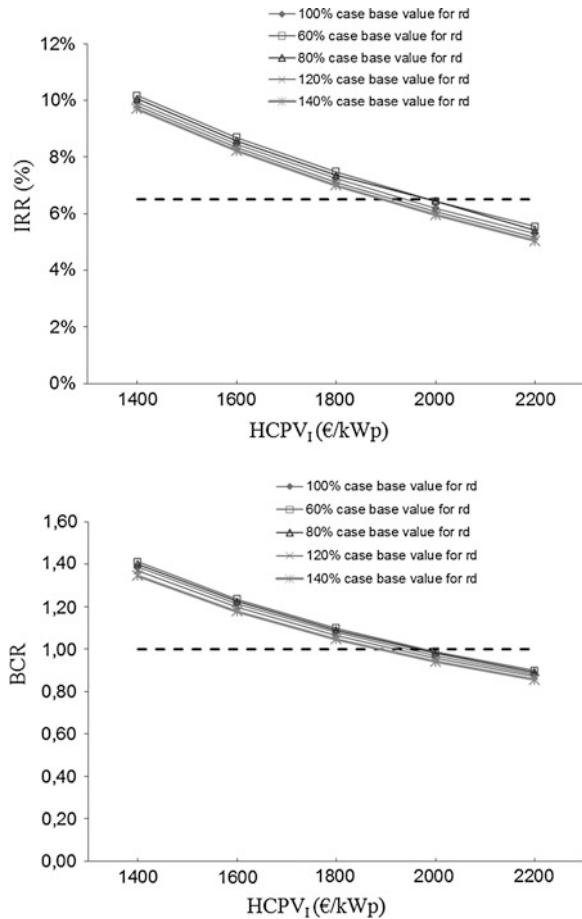 100% case base value for rd
60% case base value for rd
80% case base value for rd
120% case base value for rd
140% case base value for rd
12%
10%
8%
6%
4%
2%
0%
IRR (%)
1400 1600 1800 2000 2200
HCPV_I (€/kWp)
100% case base value for rd
60% case base value for rd
80% case base value for rd
120% case base value for rd
140% case base value for rd
1,60
1,40
1,20
1,00
0,80
0,60
0,40
0,20
0,00
BCR
1400 1600 1800 2000 2200
HCPV_I (€/kWp)